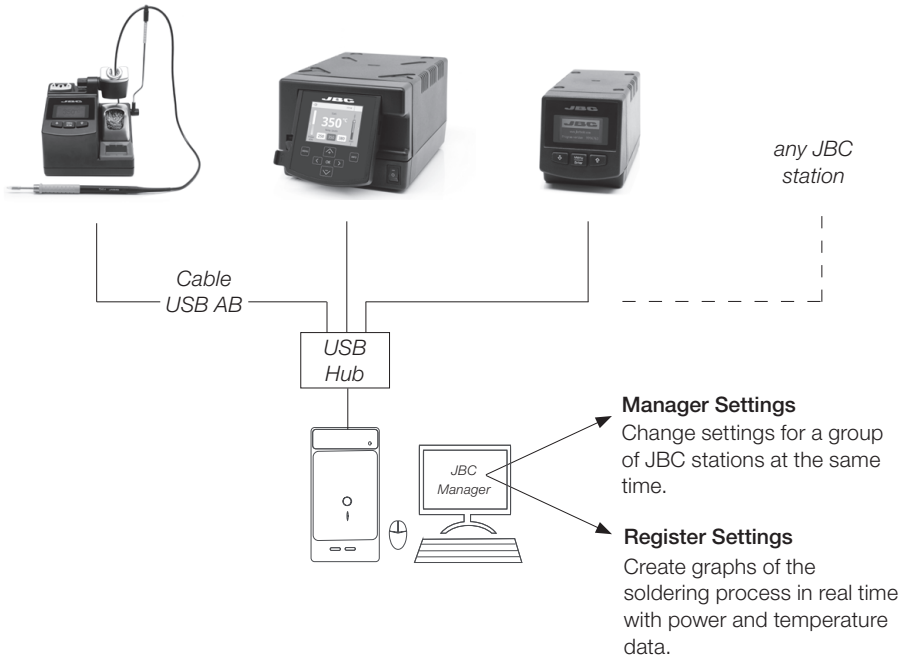 JBC
JBC
350
JBC
JBC
any JBC
station
Cable
USB AB
USB
Hub
JBC
Manager
Manager Settings
Change settings for a group
of JBC stations at the same
time.
Register Settings
Create graphs of the
soldering process in real time
with power and temperature
data.